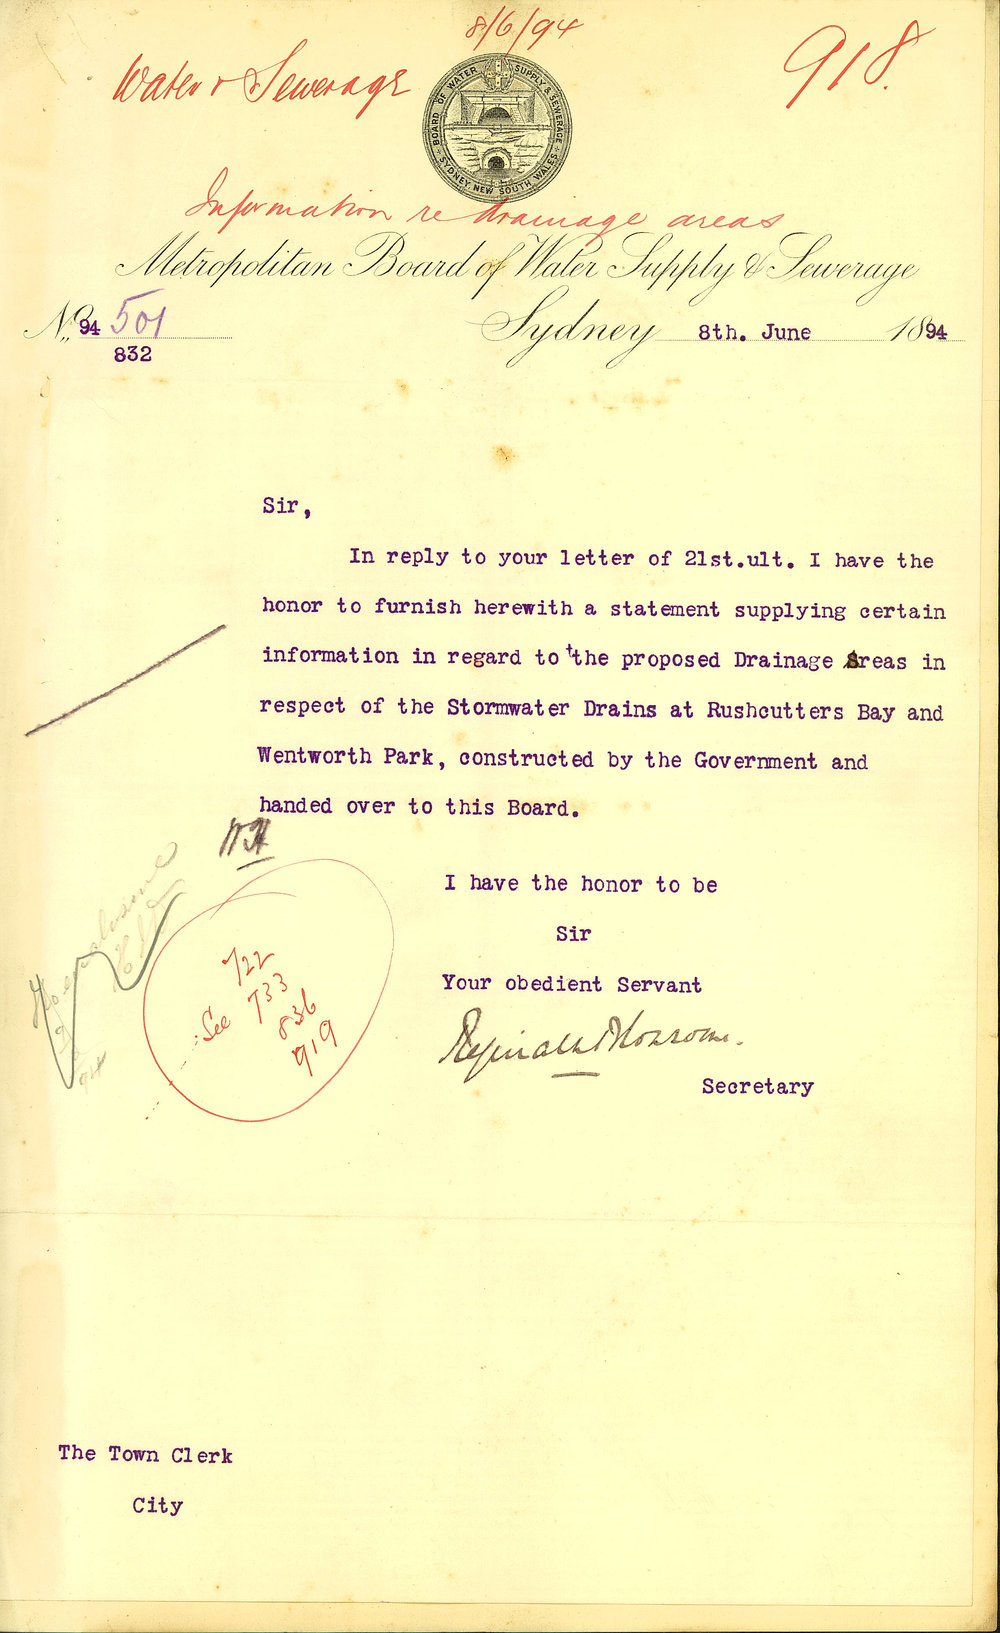 8/6/94
918.
Water & Sewerage
BOARD OF WATER SUPPLY & SEWERAGE
SYDNEY, NEW SOUTH WALES
Information re drainage areas
Metropolitan Board of Water Supply & Sewerage
No. 94 501
832
Sydney 8th. June 1894
Sir,
In reply to your letter of 21st.ult. I have the
honor to furnish herewith a statement supplying certain
information in regard to the proposed Drainage Areas in
respect of the Stormwater Drains at Rushcutters Bay and
Wentworth Park, constructed by the Government and
handed over to this Board.
I have the honor to be
Sir
Your obedient Servant
Secretary
722
See 733
836
919
The Town Clerk
City